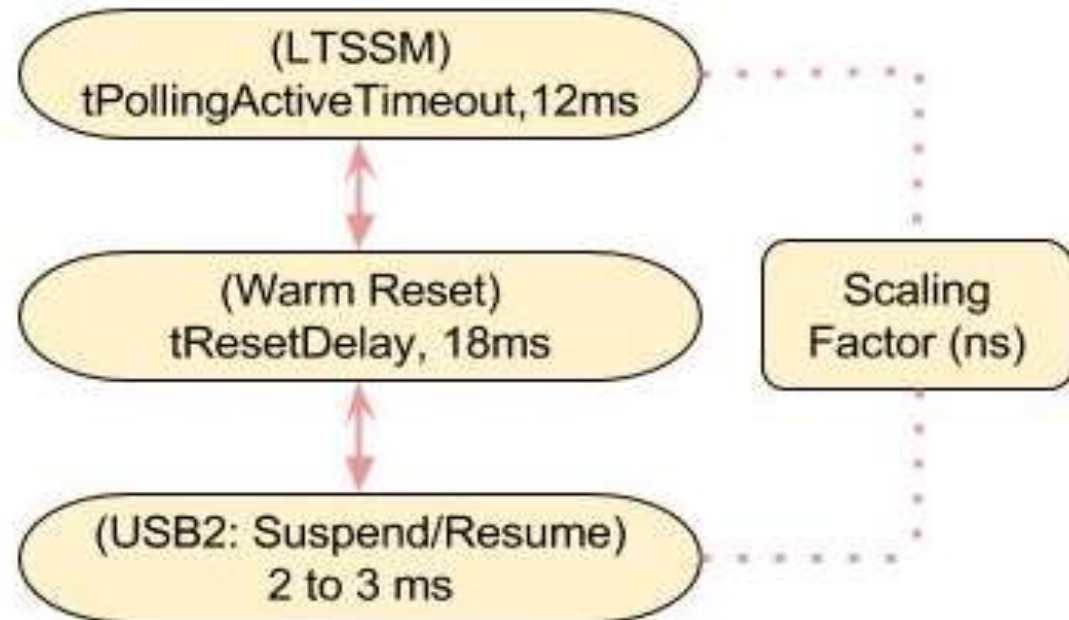 (LTSSM)
tPollingActiveTimeout,12ms
(Warm Reset)
tResetDelay, 18ms
Scaling
Factor (ns)
(USB2: Suspend/Resume)
2 to 3 ms